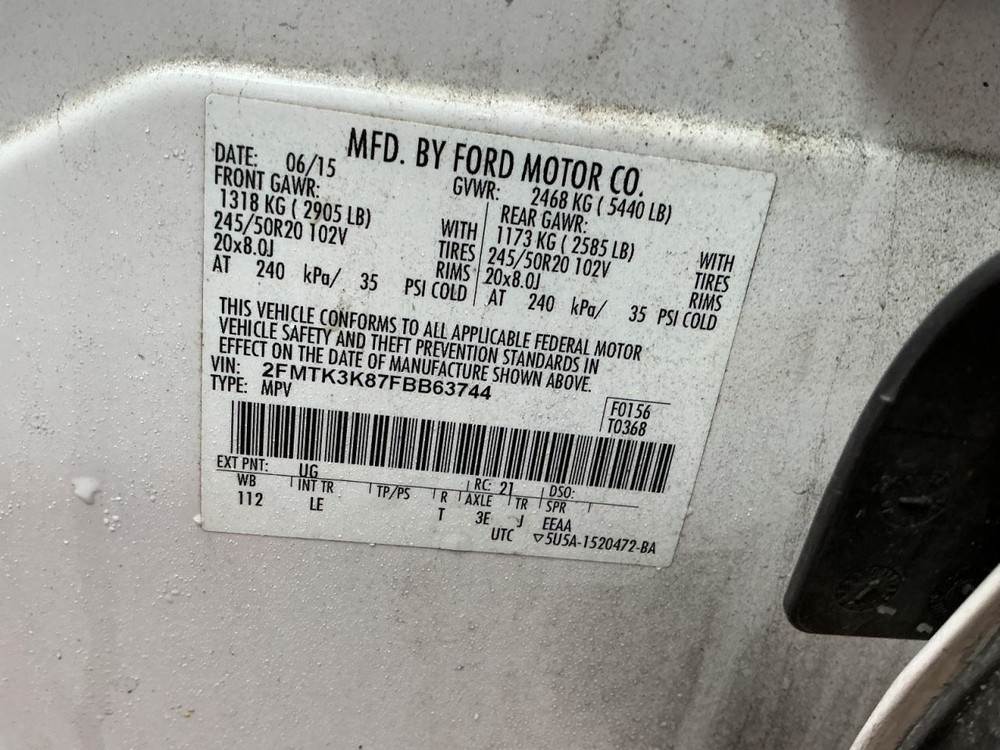 MFD. BY FORD MOTOR CO.
DATE: 06/15 GVWR: 2468 KG ( 5440 LB)
FRONT GAWR: REAR GAWR:
1318 KG ( 2905 LB) WITH 1173 KG ( 2585 LB) WITH
245/50R20 102V TIRES 245/50R20 102V TIRES
20x8.0J RIMS 20x8.0J RIMS
AT 240 kPa/ 35 PSI COLD AT 240 kPa/ 35 PSI COLD
THIS VEHICLE CONFORMS TO ALL APPLICABLE FEDERAL MOTOR
VEHICLE SAFETY AND THEFT PREVENTION STANDARDS IN
EFFECT ON THE DATE OF MANUFACTURE SHOWN ABOVE.
VIN: 2FMTK3K87FBB63744
TYPE: MPV
F0156
T0368
EXT PNT: UG RC: 21 DSO:
WB INT TR TP/PS R AXLE TR SPR
112 LE T 3E J EEAA
UTC ▽5U5A-1520472-BA